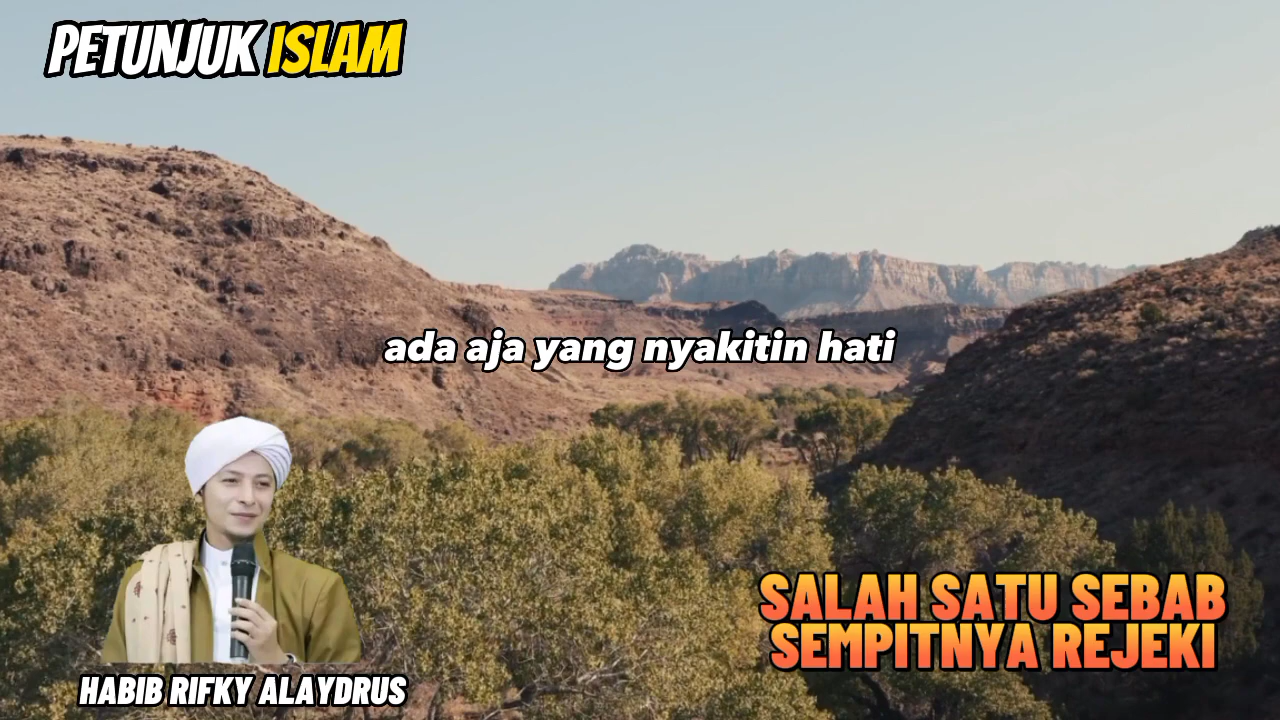 PETUNJUK ISLAM
ada aja yang nyakitin hati
SALAH SATU SEBAB
SEMPITNYA REJEKI
HABIB RIFKY ALAYDRUS